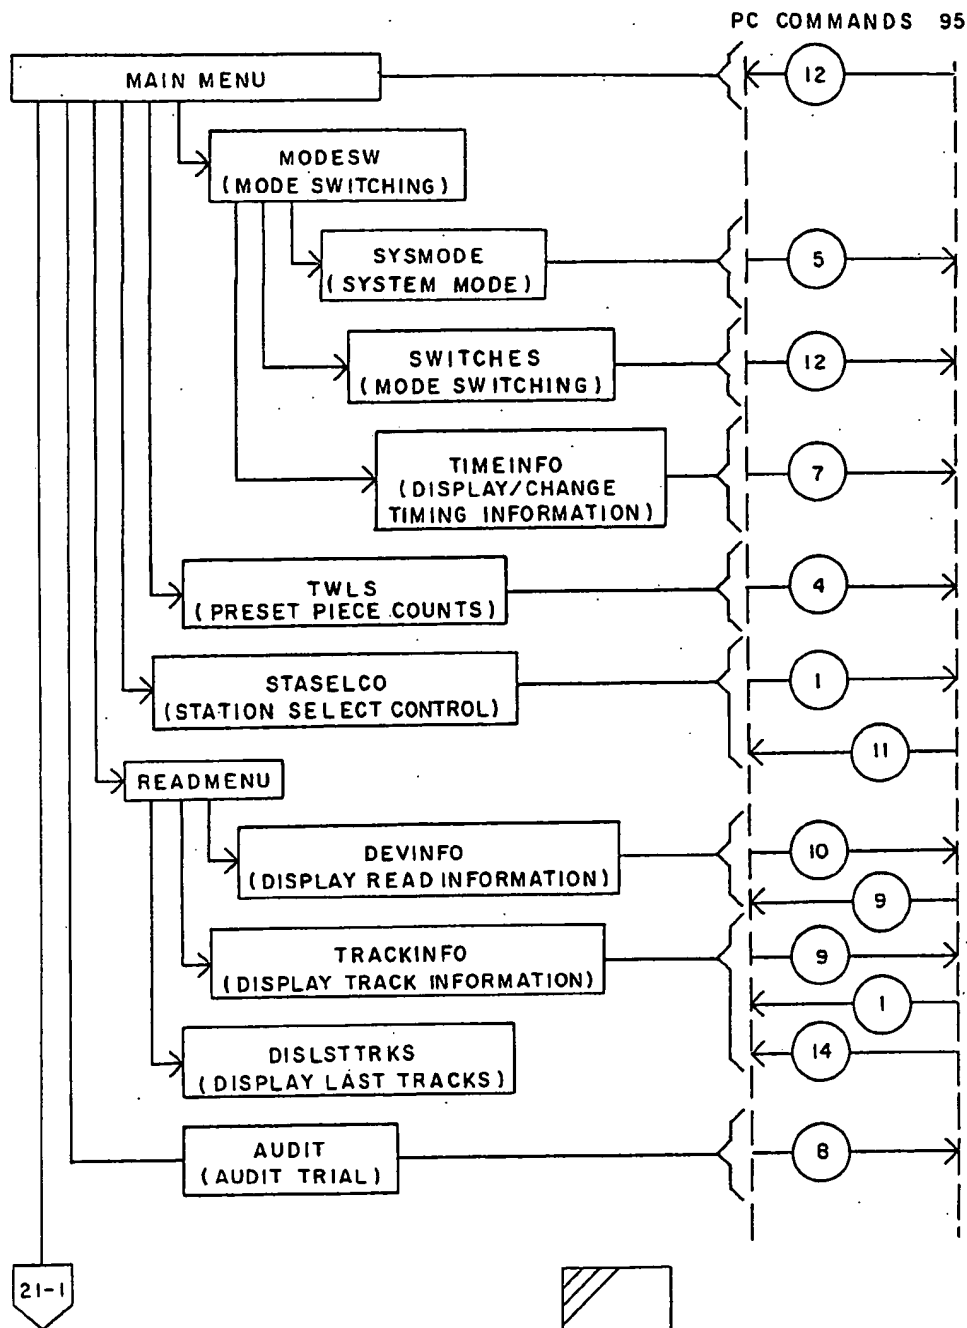 PC COMMANDS 95
MAIN MENU
12
MODESW
(MODE SWITCHING)
SYSMODE
(SYSTEM MODE)
5
SWITCHES
(MODE SWITCHING)
12
TIMEINFO
(DISPLAY/CHANGE
TIMING INFORMATION)
7
TWLS
(PRESET PIECE COUNTS)
4
STASELCO
(STATION SELECT CONTROL)
1
11
READMENU
DEVINFO
(DISPLAY READ INFORMATION)
10
9
TRACKINFO
(DISPLAY TRACK INFORMATION)
9
1
DISLSTTRKS
(DISPLAY LAST TRACKS)
14
AUDIT
(AUDIT TRIAL)
8
21-1